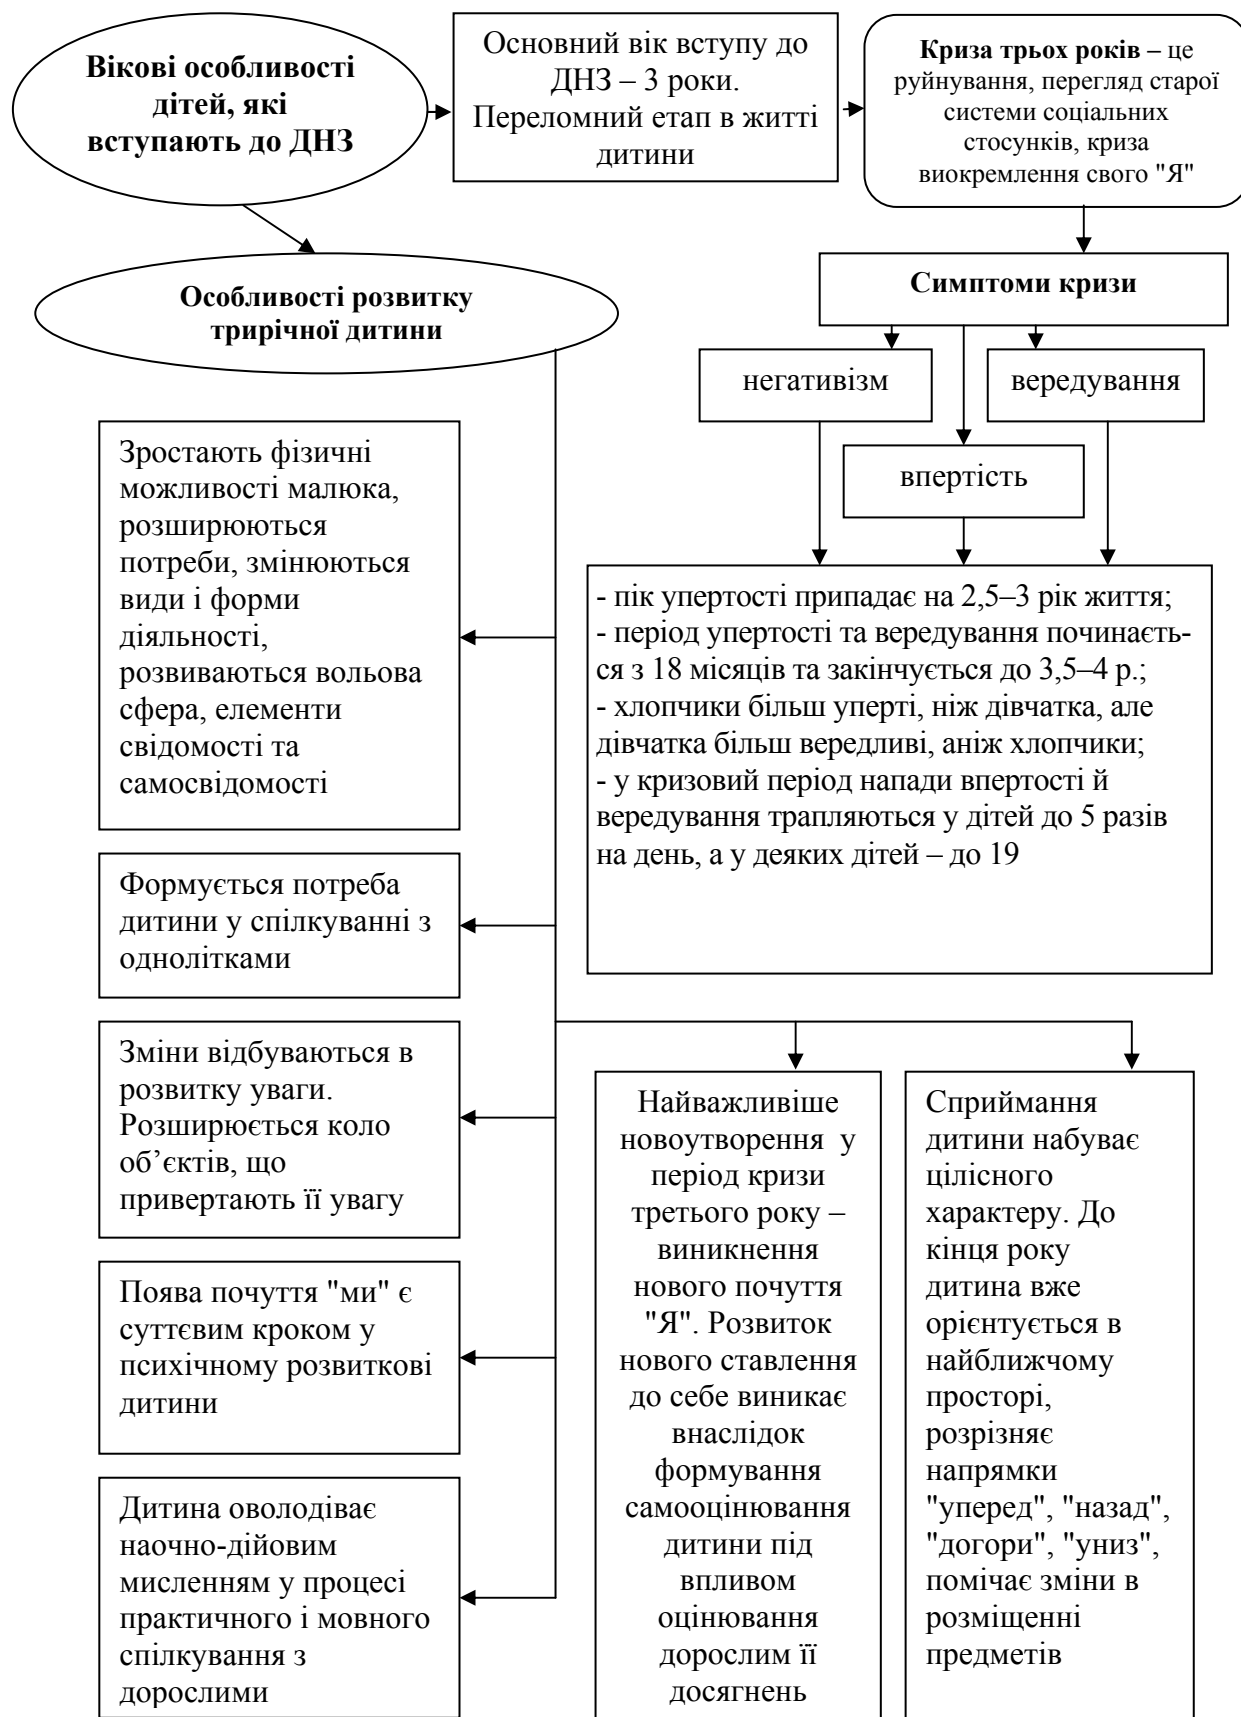 Вікові особливості
дітей, які
вступають до ДНЗ
Основний вік вступу до
ДНЗ – 3 роки.
Переломний етап в житті
дитини
Криза трьох років – це
руйнування, перегляд старої
системи соціальних
стосунків, криза
виокремлення свого "Я"
Особливості розвитку
трирічної дитини
Симптоми кризи
негативізм
вередування
впертість
- пік упертості припадає на 2,5–3 рік життя;
- період упертості та вередування починаєть-
ся з 18 місяців та закінчується до 3,5–4 р.;
- хлопчики більш уперті, ніж дівчатка, але
дівчатка більш вередливі, аніж хлопчики;
- у кризовий період напади впертості й
вередування трапляються у дітей до 5 разів
на день, а у деяких дітей – до 19
Зростають фізичні
можливості малюка,
розширюються
потреби, змінюються
види і форми
діяльності,
розвиваються вольова
сфера, елементи
свідомості та
самосвідомості
Формується потреба
дитини у спілкуванні з
однолітками
Зміни відбуваються в
розвитку уваги.
Розширюється коло
об’єктів, що
привертають її увагу
Поява почуття "ми" є
суттєвим кроком у
психічному розвиткові
дитини
Дитина оволодіває
наочно-дійовим
мисленням у процесі
практичного і мовного
спілкування з
дорослими
Найважливіше
новоутворення у
період кризи
третього року –
виникнення
нового почуття
"Я". Розвиток
нового ставлення
до себе виникає
внаслідок
формування
самооцінювання
дитини під
впливом
оцінювання
дорослим її
досягнень
Сприймання
дитини набуває
цілісного
характеру. До
кінця року
дитина вже
орієнтується в
найближчому
просторі,
розрізняє
напрямки
"уперед", "назад",
"догори", "униз",
помічає зміни в
розміщенні
предметів